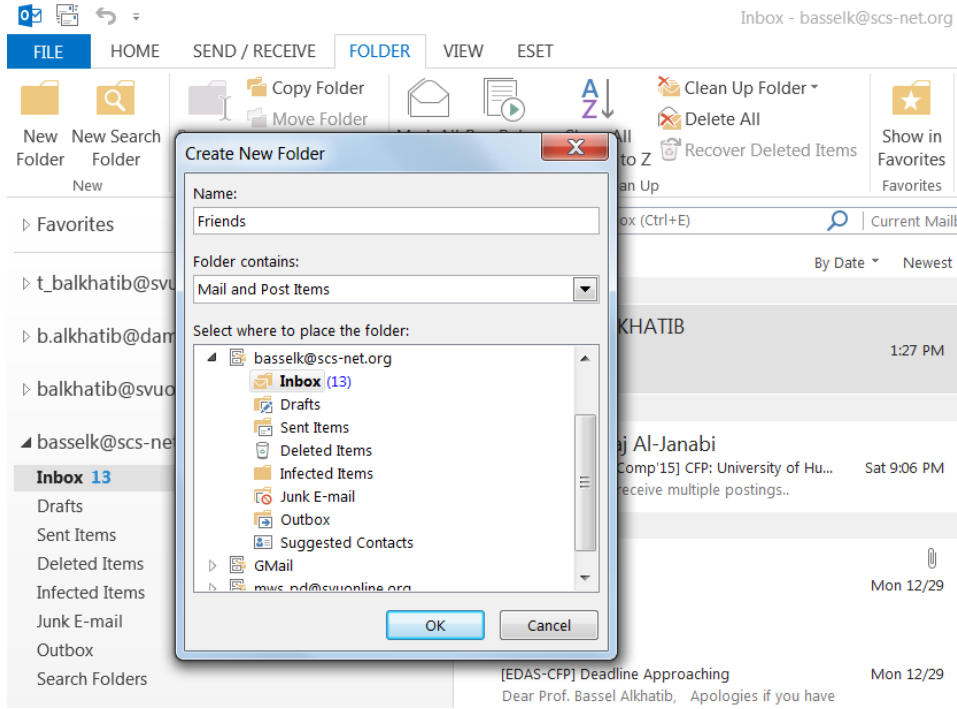 Inbox - basselk@scs-net.org
FILE HOME SEND / RECEIVE FOLDER VIEW ESET
New Folder
New Search Folder
New
Copy Folder
Move Folder
Clean Up Folder
Delete All
Recover Deleted Items
to Z
Show in Favorites
Favorites
Create New Folder
Name:
Friends
Folder contains:
Mail and Post Items
Select where to place the folder:
basselk@scs-net.org
Inbox (13)
Drafts
Sent Items
Deleted Items
Infected Items
Junk E-mail
Outbox
Suggested Contacts
GMail
mws_pd@svuonline.org
OK Cancel
Favorites
t_balkhatib@svu
b.alkhatib@dam
balkhatib@svuo
basselk@scs-net
Inbox 13
Drafts
Sent Items
Deleted Items
Infected Items
Junk E-mail
Outbox
Search Folders
(Ctrl+E) Current Mailb
By Date Newest
KHATIB
1:27 PM
Al-Janabi
Comp'15] CFP: University of Hu... Sat 9:06 PM
receive multiple postings..
Mon 12/29
[EDAS-CFP] Deadline Approaching Mon 12/29
Dear Prof. Bassel Alkhatib, Apologies if you have